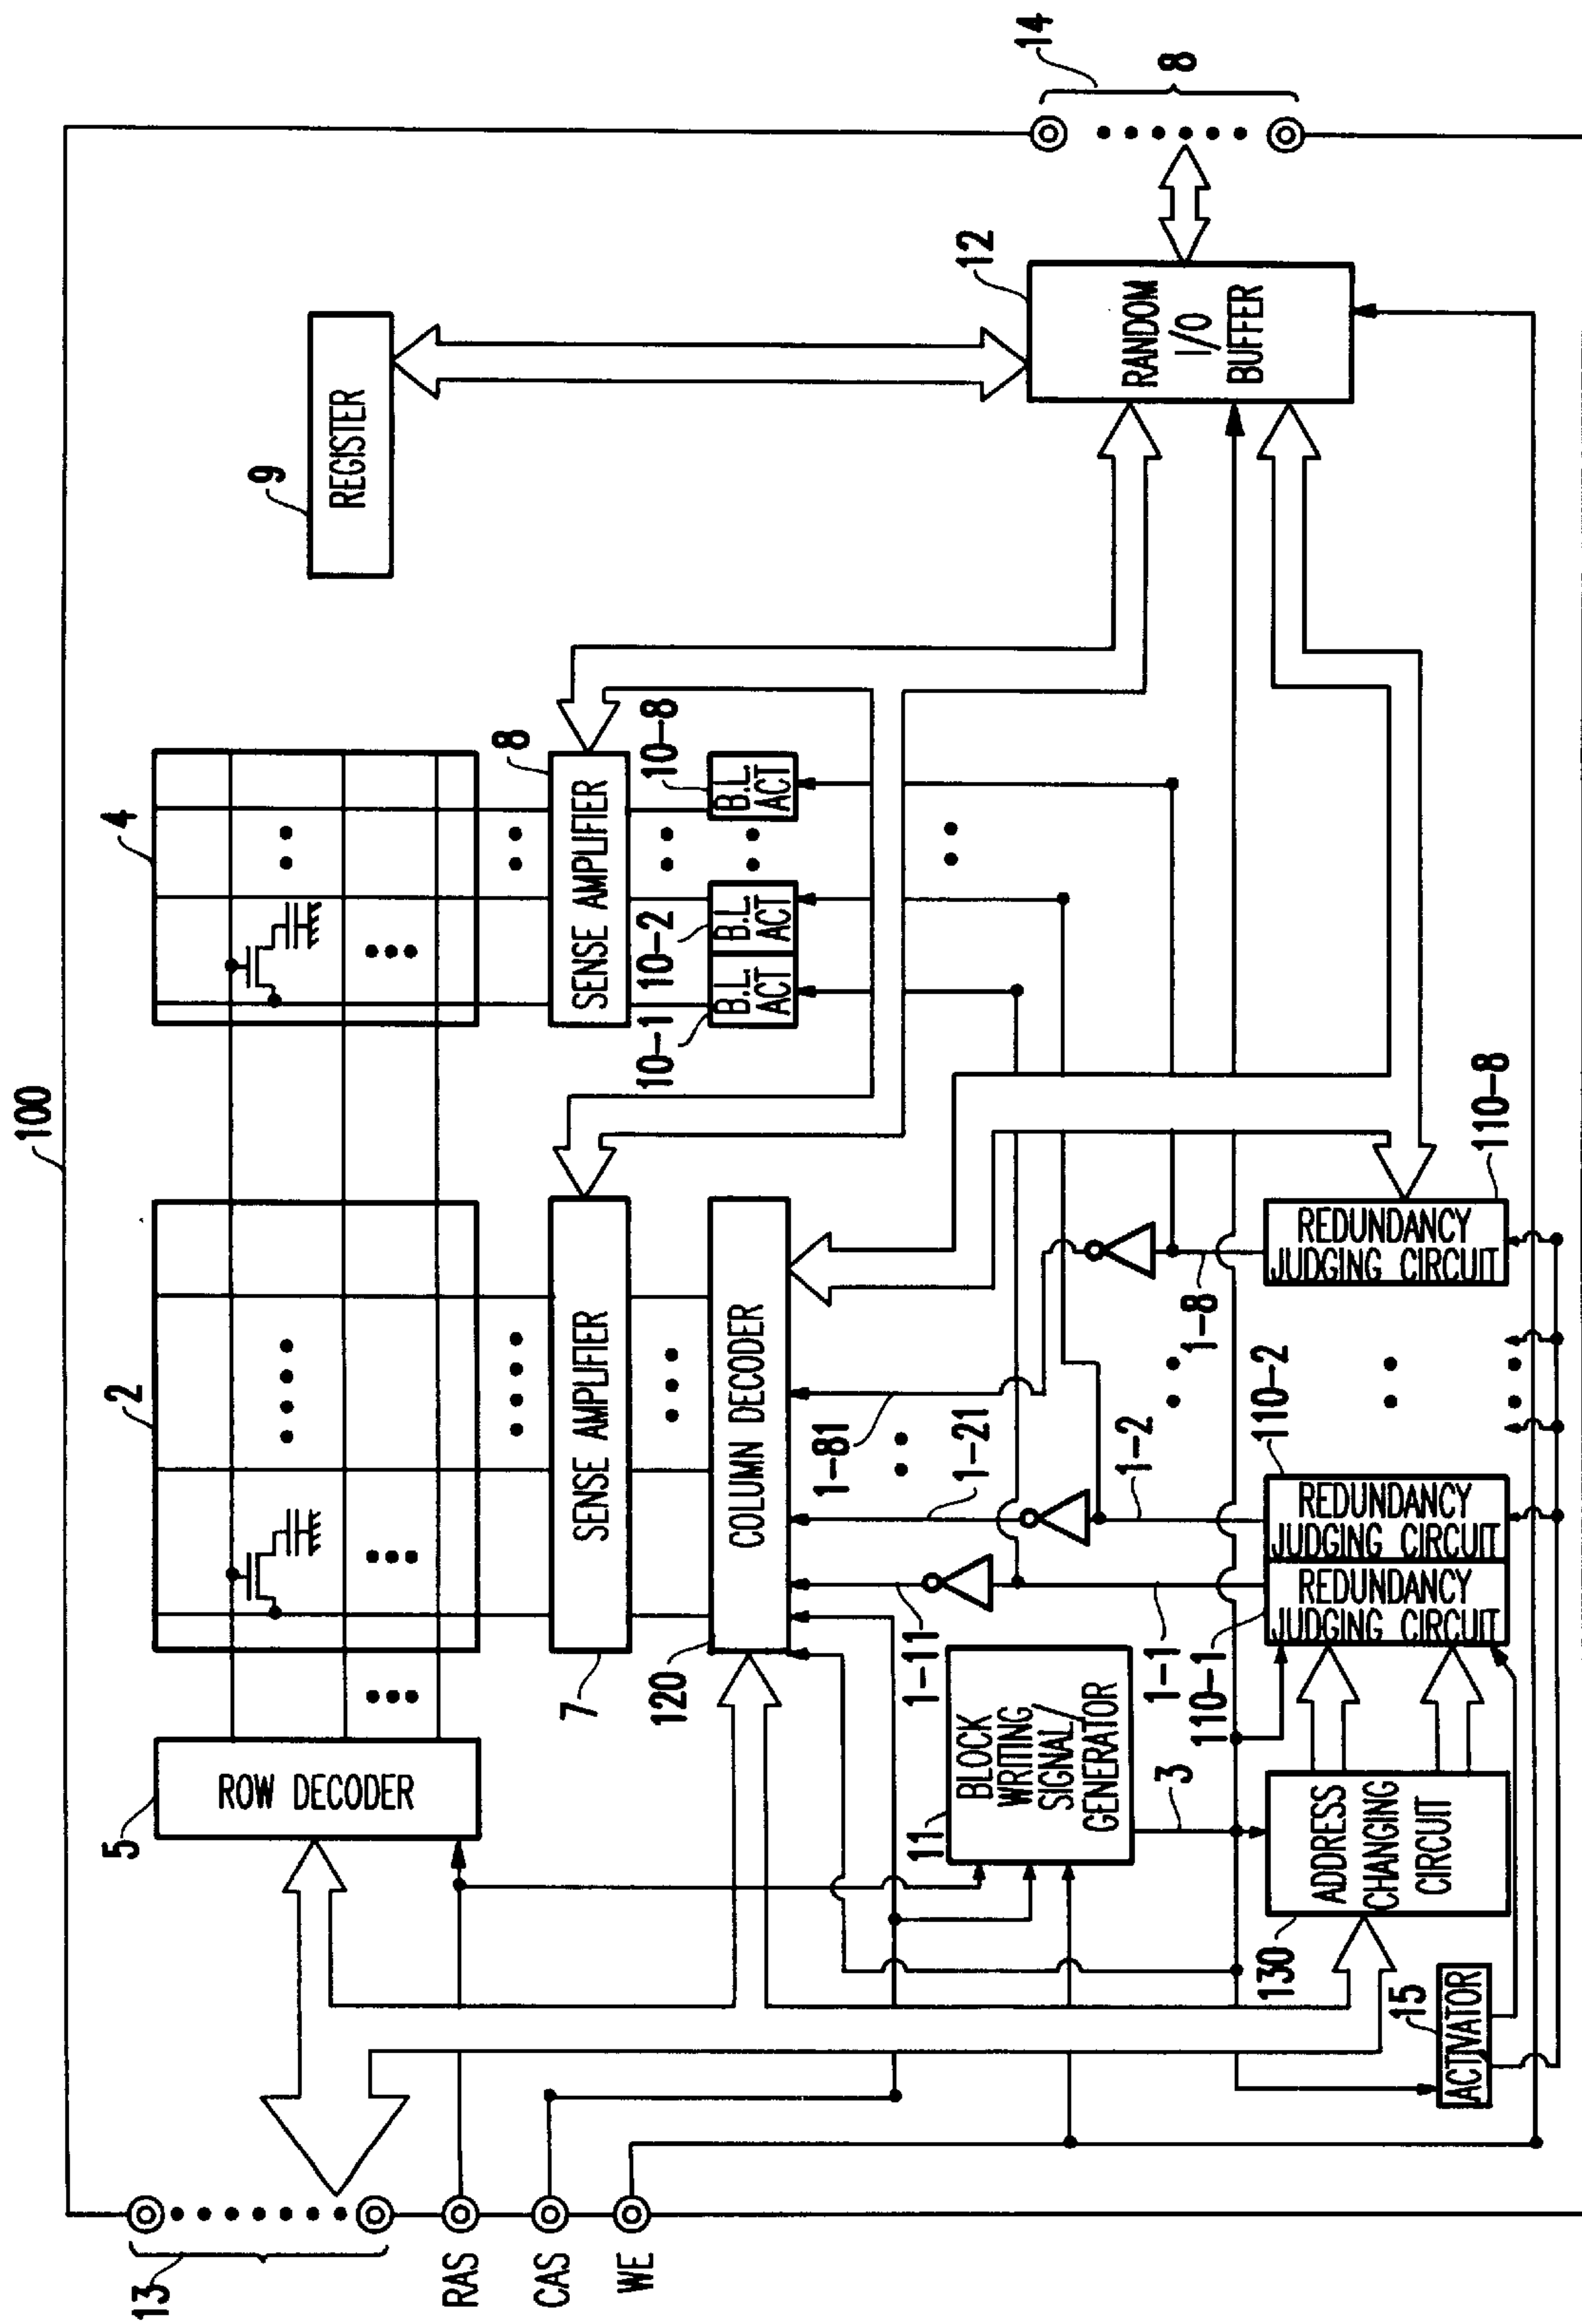 100
13
RAS
CAS
WE
5
ROW DECODER
2
4
9
REGISTER
7
SENSE AMPLIFIER
8
SENSE AMPLIFIER
120
COLUMN DECODER
10-1
B.L.
ACT
10-2
B.L.
ACT
10-8
B.L.
ACT
12
RANDOM
I/O
BUFFER
14
8
11
BLOCK
WRITING
SIGNAL
GENERATOR
3
1-11
1-21
1-81
1-1
1-2
1-8
130
ADDRESS
CHANGING
CIRCUIT
110-1
REDUNDANCY
JUDGING CIRCUIT
110-2
REDUNDANCY
JUDGING CIRCUIT
110-8
REDUNDANCY
JUDGING CIRCUIT
15
ACTIVATOR